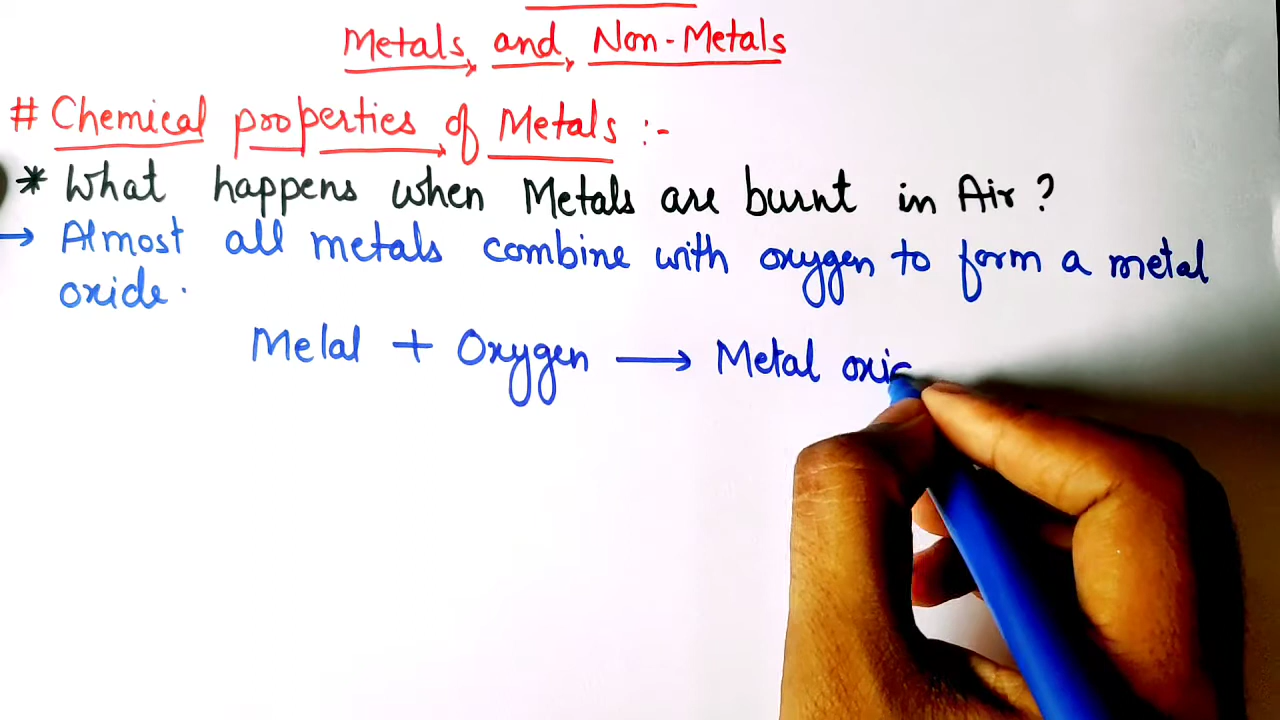 Metals and Non-Metals
# Chemical properties of Metals :-
* What happens when Metals are burnt in Air ?
→ Almost all metals combine with oxygen to form a metal
oxide.
Melal + Oxygen → Metal oxid